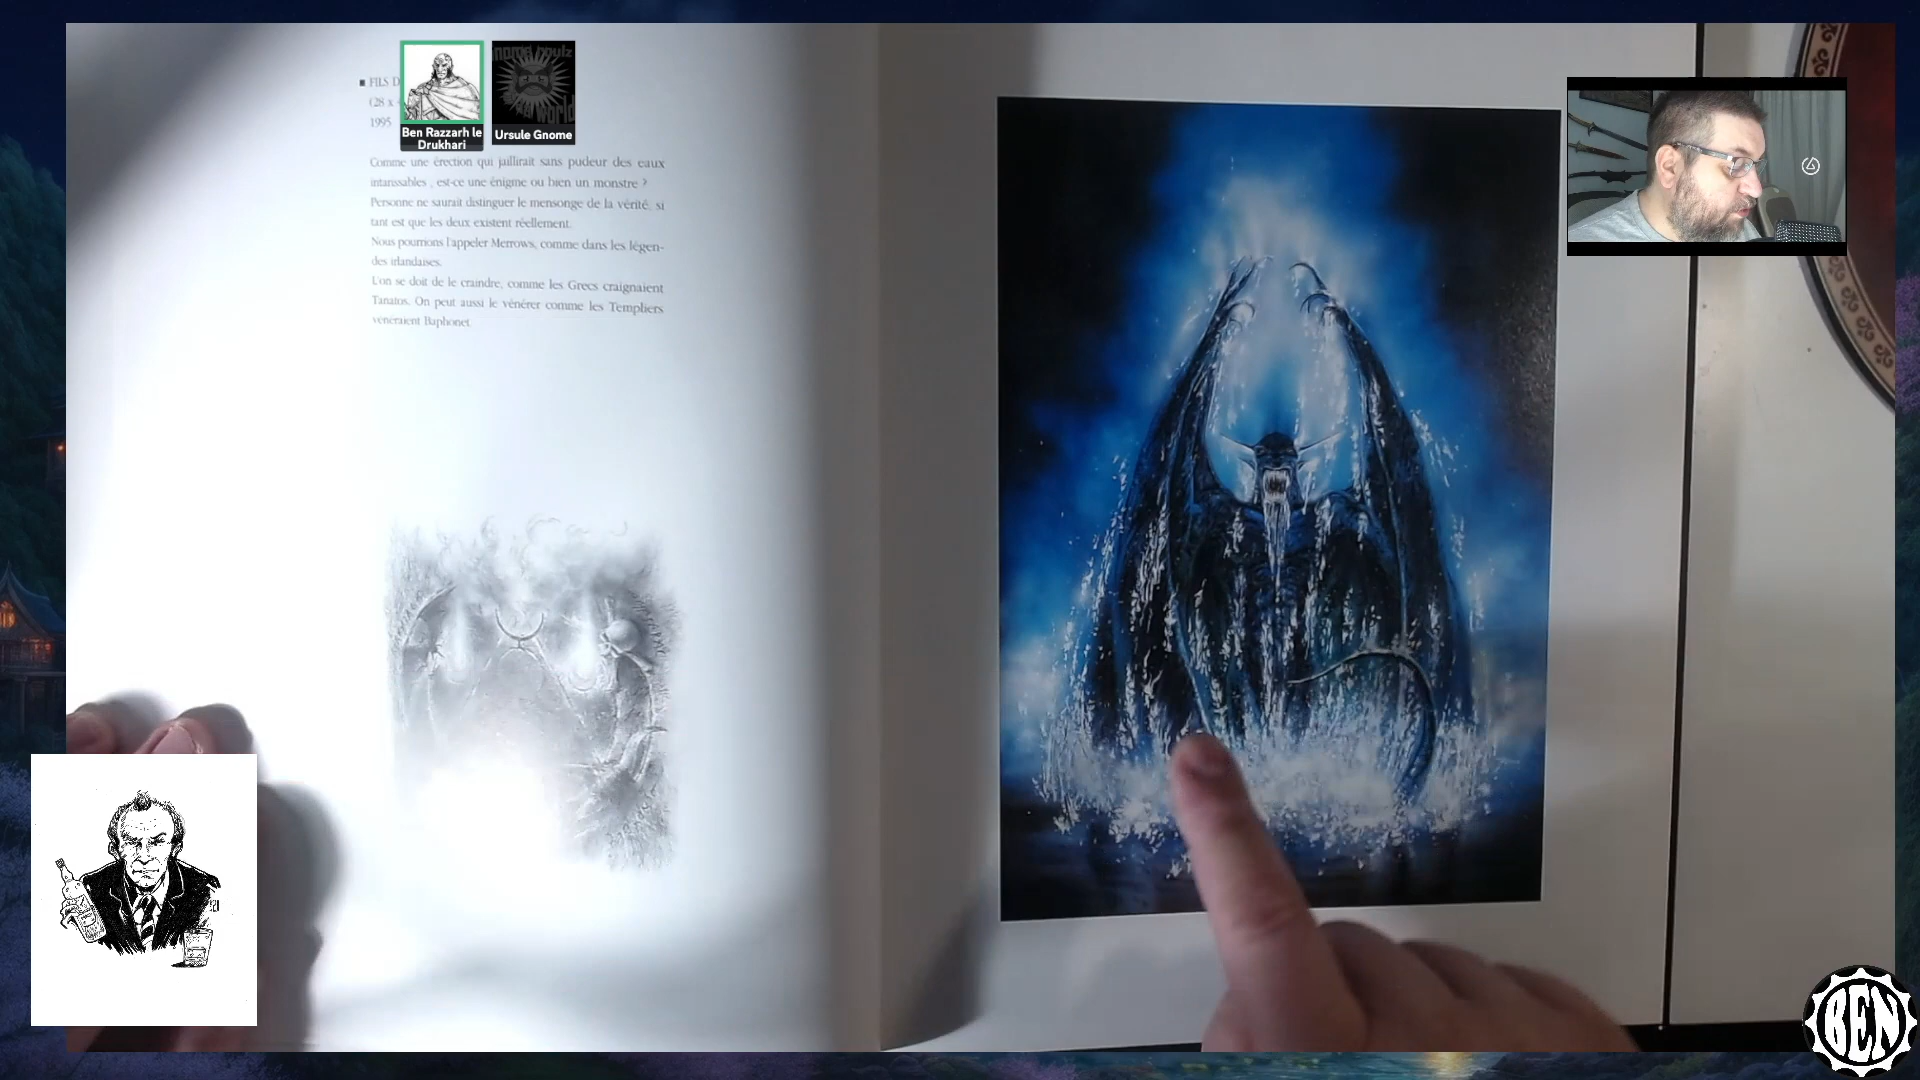 ■ FILS D
(28 x
1995
Ben Razzarh le
Drukhari
Ursule Gnome
Comme une érection qui jaillirait sans pudeur des eaux
intarissables , est-ce une énigme ou bien un monstre ?
Personne ne saurait distinguer le mensonge de la vérité, si
tant est que les deux existent réellement.
Nous pourrions l'appeler Merrows, comme dans les légen-
des irlandaises.
L'on se doit de le craindre, comme les Grecs craignaient
Tanatos. On peut aussi le vénérer comme les Templiers
vénéraient Baphonet.
world
BEN